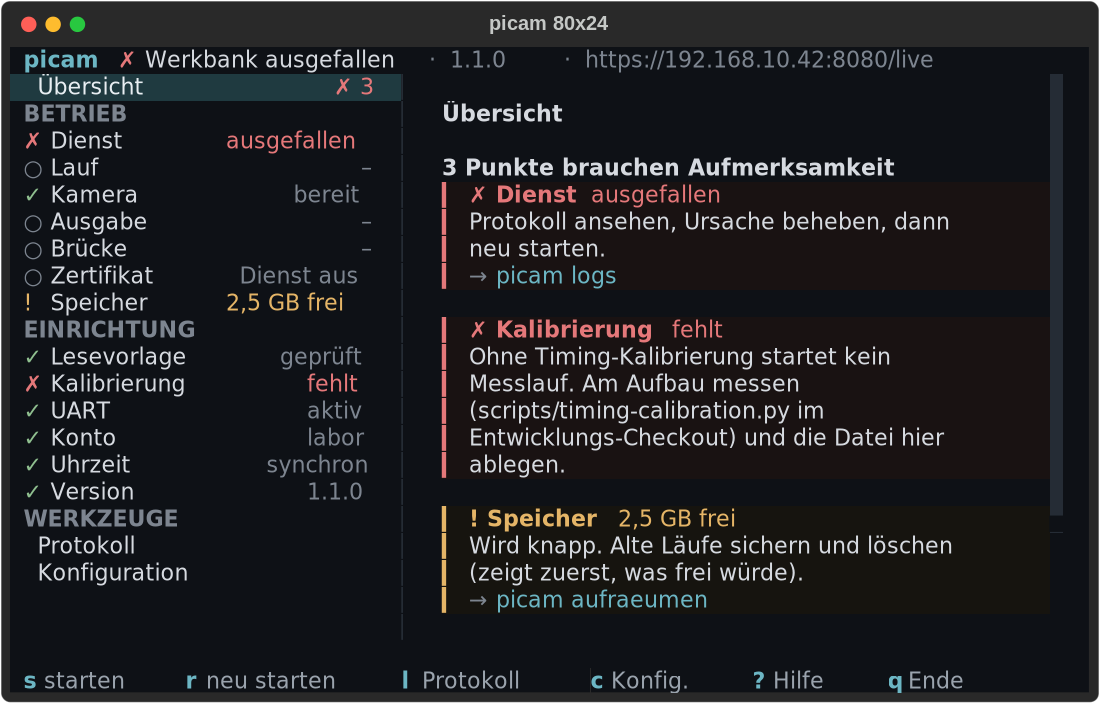 picam 80x24
picam ✗ Werkbank ausgefallen · 1.1.0 · https://192.168.10.42:8080/live
Übersicht ✗ 3
BETRIEB
✗ Dienst ausgefallen
○ Lauf –
✓ Kamera bereit
○ Ausgabe –
○ Brücke –
○ Zertifikat Dienst aus
! Speicher 2,5 GB frei
EINRICHTUNG
✓ Lesevorlage geprüft
✗ Kalibrierung fehlt
✓ UART aktiv
✓ Konto labor
✓ Uhrzeit synchron
✓ Version 1.1.0
WERKZEUGE
Protokoll
Konfiguration
Übersicht
3 Punkte brauchen Aufmerksamkeit
✗ Dienst ausgefallen
Protokoll ansehen, Ursache beheben, dann
neu starten.
→ picam logs
✗ Kalibrierung fehlt
Ohne Timing-Kalibrierung startet kein
Messlauf. Am Aufbau messen
(scripts/timing-calibration.py im
Entwicklungs-Checkout) und die Datei hier
ablegen.
! Speicher 2,5 GB frei
Wird knapp. Alte Läufe sichern und löschen
(zeigt zuerst, was frei würde).
→ picam aufraeumen
s starten r neu starten l Protokoll c Konfig. ? Hilfe q Ende